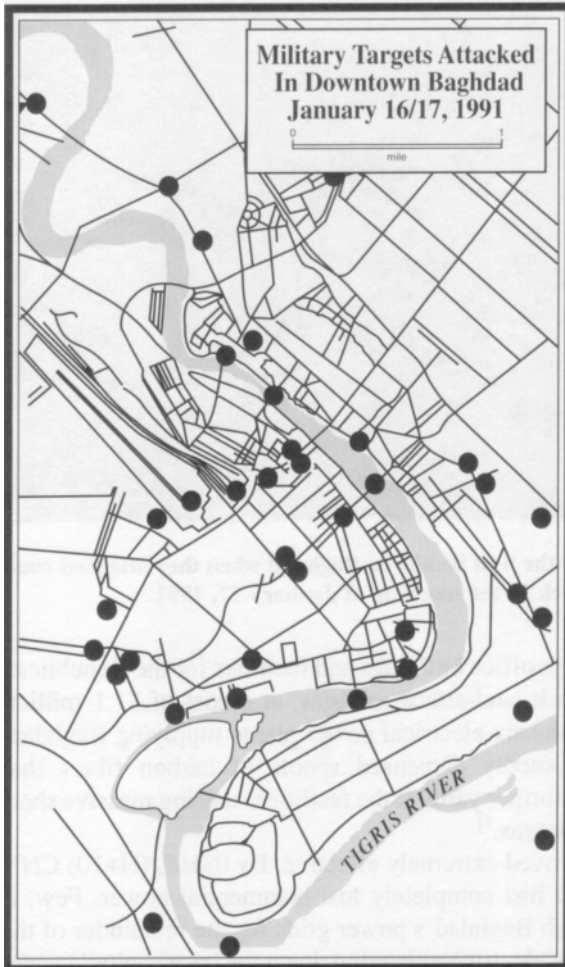 Military Targets Attacked
In Downtown Baghdad
January 16/17, 1991
0 1
mile
TIGRIS RIVER